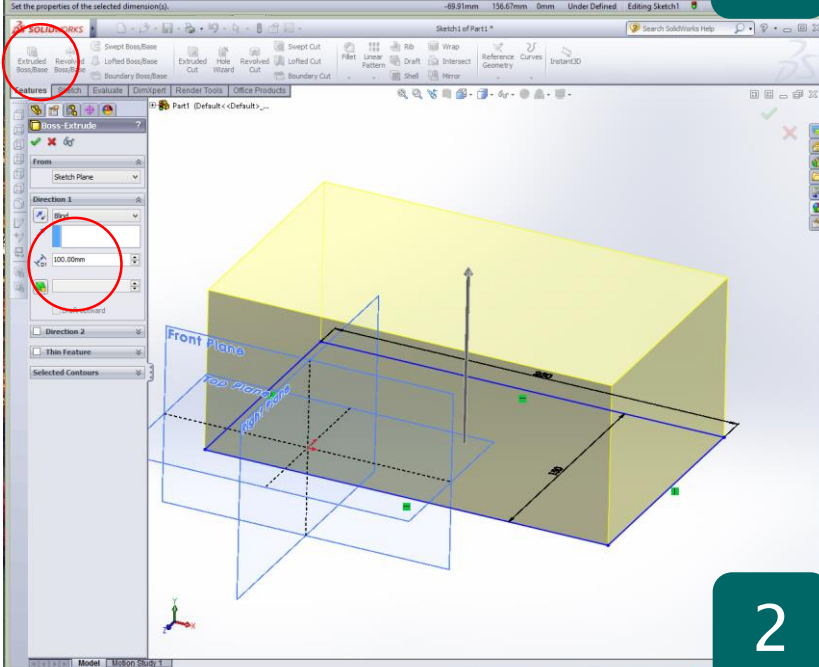 Set the properties of the selected dimension(s).
-69.91mm 156.67mm 0mm Under Defined Editing Sketch1
SOLIDWORKS
Sketch1 of Part1 *
Search SolidWorks Help
Extruded Boss/Base
Revolved Boss/Base
Swept Boss/Base
Lofted Boss/Base
Boundary Boss/Base
Extruded Cut
Hole Wizard
Revolved Cut
Swept Cut
Lofted Cut
Boundary Cut
Fillet
Linear Pattern
Rib
Draft
Shell
Wrap
Intersect
Mirror
Reference Geometry
Curves
Instant3D
Features Sketch Evaluate DimXpert Render Tools Office Products
Part1 (Default<<Default>_...
Boss-Extrude ?
From
Sketch Plane
Direction 1
Blind
100.00mm
Direction 2
Thin Feature
Selected Contours
Front Plane
Top Plane
Right Plane
Y
X
Z
Model Motion Study 1
2